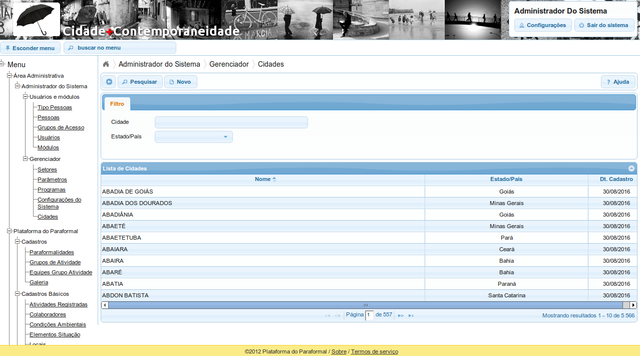 Cidade+Contemporaneidade
Administrador Do Sistema
Configurações
Sair do sistema
Esconder menu
buscar no menu
Menu
Área Administrativa
Administrador do Sistema
Usuários e módulos
Tipo Pessoas
Pessoas
Grupos de Acesso
Usuários
Módulos
Gerenciador
Setores
Parâmetros
Programas
Configurações do
Sistema
Cidades
Plataforma do Paraformal
Cadastros
Paraformalidades
Grupos de Atividade
Equipes Grupo Atividade
Galeria
Cadastros Básicos
Atividades Registradas
Colaboradores
Condições Ambientais
Elementos Situação
Locais
Administrador do Sistema
Gerenciador
Cidades
Pesquisar
Novo
Ajuda
Filtro
Cidade
Estado/País
Lista de Cidades
Nome Estado/País Dt. Cadastro
ABADIA DE GOIÁS Goiás 30/08/2016
ABADIA DOS DOURADOS Minas Gerais 30/08/2016
ABADIÂNIA Goiás 30/08/2016
ABAETÉ Minas Gerais 30/08/2016
ABAETETUBA Pará 30/08/2016
ABAIARA Ceará 30/08/2016
ABAIRA Bahia 30/08/2016
ABARÉ Bahia 30/08/2016
ABATIA Paraná 30/08/2016
ABDON BATISTA Santa Catarina 30/08/2016
Página 1 de 557
Mostrando resultados 1 - 10 de 5 566
©2012 Plataforma do Paraformal / Sobre / Termos de serviço